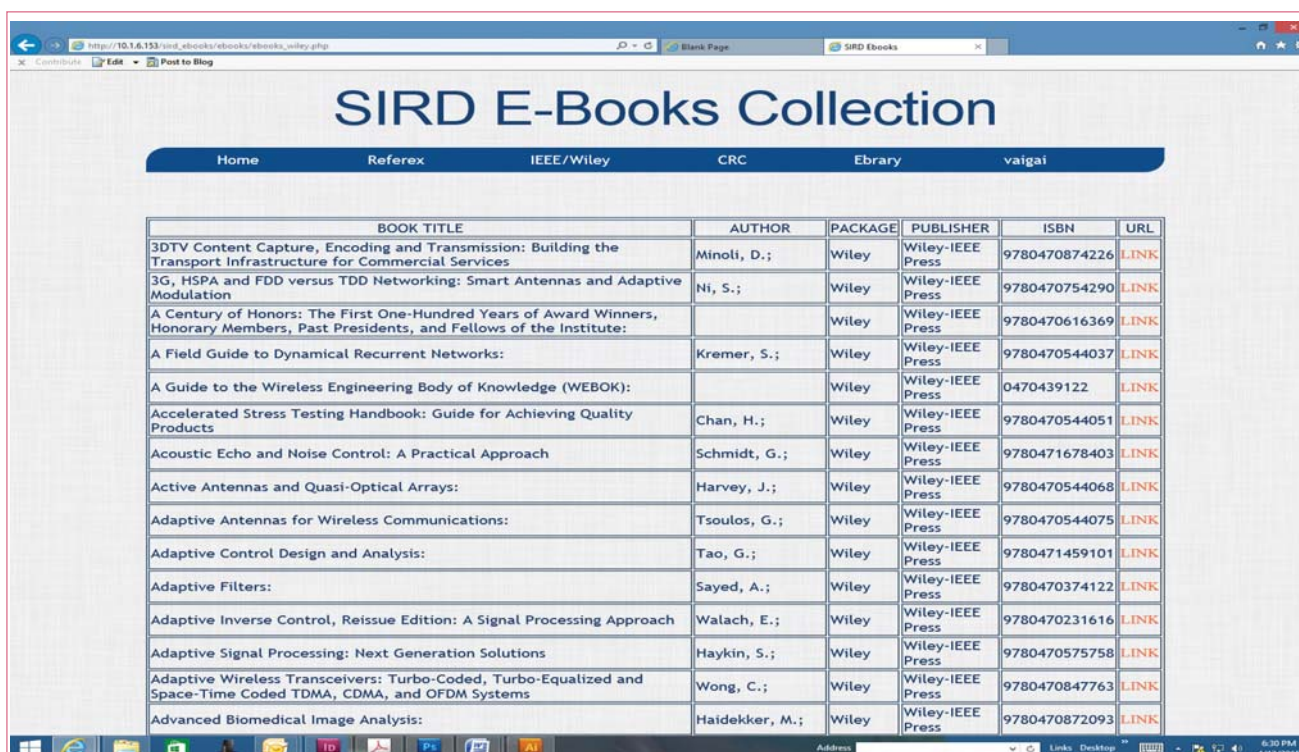 http://10.1.6.153/sird_ebooks/ebooks/ebooks_wiley.php
Blank Page
SIRD Ebooks
Contribute Edit Post to Blog
SIRD E-Books Collection
Home Referex IEEE/Wiley CRC Ebrary vaigai
BOOK TITLE AUTHOR PACKAGE PUBLISHER ISBN URL
3DTV Content Capture, Encoding and Transmission: Building the
Transport Infrastructure for Commercial Services Minoli, D.; Wiley Wiley-IEEE Press 9780470874226 LINK
3G, HSPA and FDD versus TDD Networking: Smart Antennas and Adaptive
Modulation Ni, S.; Wiley Wiley-IEEE Press 9780470754290 LINK
A Century of Honors: The First One-Hundred Years of Award Winners,
Honorary Members, Past Presidents, and Fellows of the Institute: Wiley Wiley-IEEE Press 9780470616369 LINK
A Field Guide to Dynamical Recurrent Networks: Kremer, S.; Wiley Wiley-IEEE Press 9780470544037 LINK
A Guide to the Wireless Engineering Body of Knowledge (WEBOK): Wiley Wiley-IEEE Press 0470439122 LINK
Accelerated Stress Testing Handbook: Guide for Achieving Quality
Products Chan, H.; Wiley Wiley-IEEE Press 9780470544051 LINK
Acoustic Echo and Noise Control: A Practical Approach Schmidt, G.; Wiley Wiley-IEEE Press 9780471678403 LINK
Active Antennas and Quasi-Optical Arrays: Harvey, J.; Wiley Wiley-IEEE Press 9780470544068 LINK
Adaptive Antennas for Wireless Communications: Tsoulos, G.; Wiley Wiley-IEEE Press 9780470544075 LINK
Adaptive Control Design and Analysis: Tao, G.; Wiley Wiley-IEEE Press 9780471459101 LINK
Adaptive Filters: Sayed, A.; Wiley Wiley-IEEE Press 9780470374122 LINK
Adaptive Inverse Control, Reissue Edition: A Signal Processing Approach Walach, E.; Wiley Wiley-IEEE Press 9780470231616 LINK
Adaptive Signal Processing: Next Generation Solutions Haykin, S.; Wiley Wiley-IEEE Press 9780470575758 LINK
Adaptive Wireless Transceivers: Turbo-Coded, Turbo-Equalized and
Space-Time Coded TDMA, CDMA, and OFDM Systems Wong, C.; Wiley Wiley-IEEE Press 9780470847763 LINK
Advanced Biomedical Image Analysis: Haidekker, M.; Wiley Wiley-IEEE Press 9780470872093 LINK
Address Links Desktop 6:30 PM